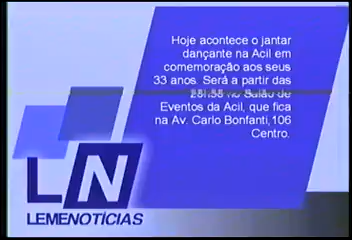 Hoje acontece o jantar
dançante na Acil em
comemoração aos seus
33 anos. Será a partir das
no Salão de
Eventos da Acil, que fica
na Av. Carlo Bonfanti,106
Centro.
LN
LEMENOTÍCIAS